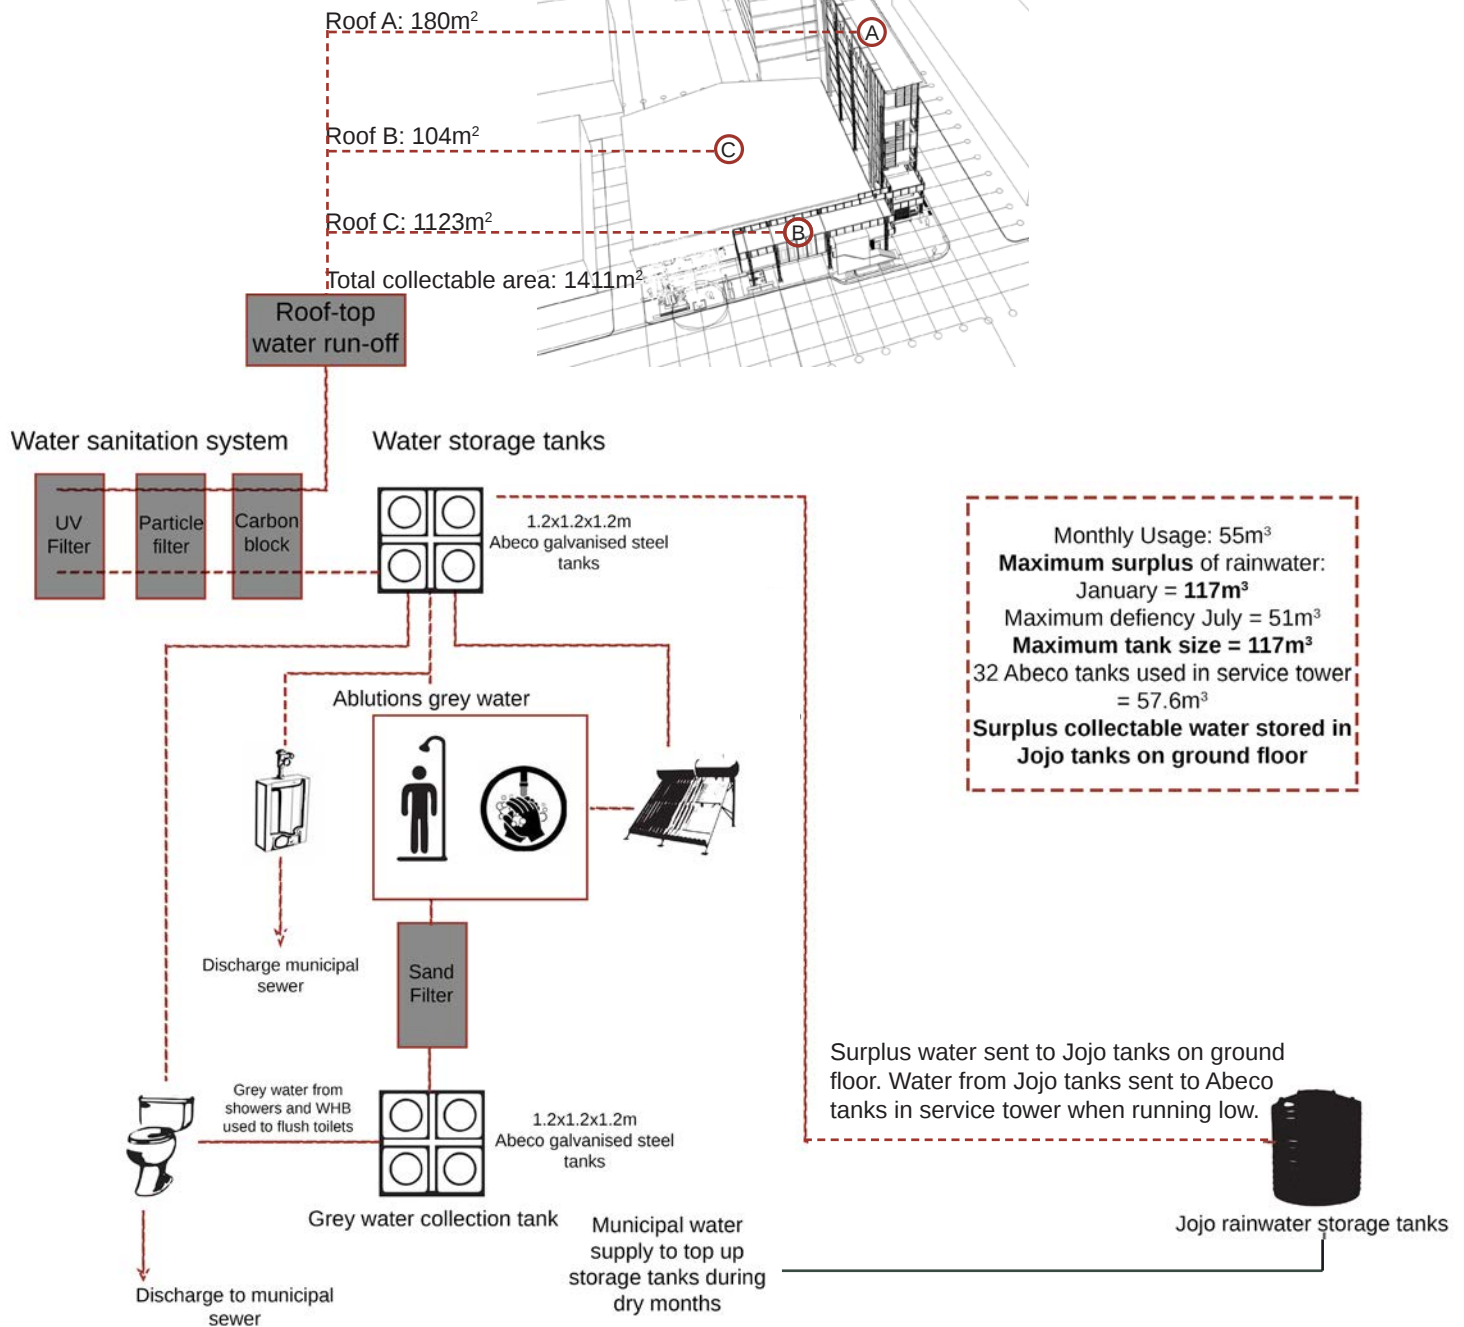 Roof A: 180m²
A
Roof B: 104m²
C
Roof C: 1123m²
B
Total collectable area: 1411m²
Roof-top
water run-off
Water sanitation system
Water storage tanks
UV
Filter
Particle
filter
Carbon
block
1.2x1.2x1.2m
Abeco galvanised steel
tanks
Monthly Usage: 55m³
Maximum surplus of rainwater:
January = 117m³
Maximum defiency July = 51m³
Maximum tank size = 117m³
32 Abeco tanks used in service tower
= 57.6m³
Surplus collectable water stored in
Jojo tanks on ground floor
Ablutions grey water
Discharge municipal
sewer
Sand
Filter
Surplus water sent to Jojo tanks on ground
floor. Water from Jojo tanks sent to Abeco
tanks in service tower when running low.
Grey water from
showers and WHB
used to flush toilets
1.2x1.2x1.2m
Abeco galvanised steel
tanks
Grey water collection tank
Municipal water
supply to top up
storage tanks during
dry months
Jojo rainwater storage tanks
Discharge to municipal
sewer